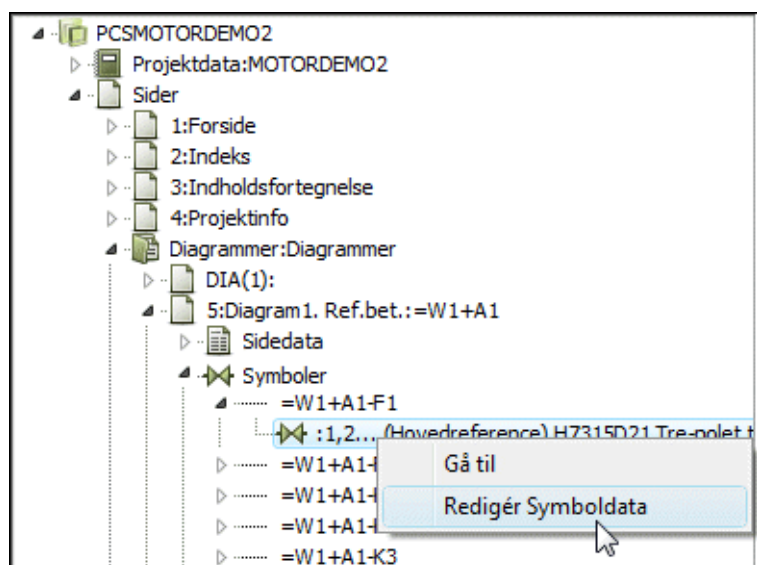 PCSMOTORDEMO2
Projektdata:MOTORDEMO2
Sider
1:Forside
2:Indeks
3:Indholdsfortegnelse
4:Projektinfo
Diagrammer:Diagrammer
DIA(1):
5:Diagram1. Ref.bet.:=W1+A1
Sidedata
Symboler
=W1+A1-F1
:1,2... (Hovedreference) H7315D21 Tre-polet t
Gå til
=W1+A1-
=W1+A1-
Redigér Symboldata
=W1+A1-
=W1+A1-K3